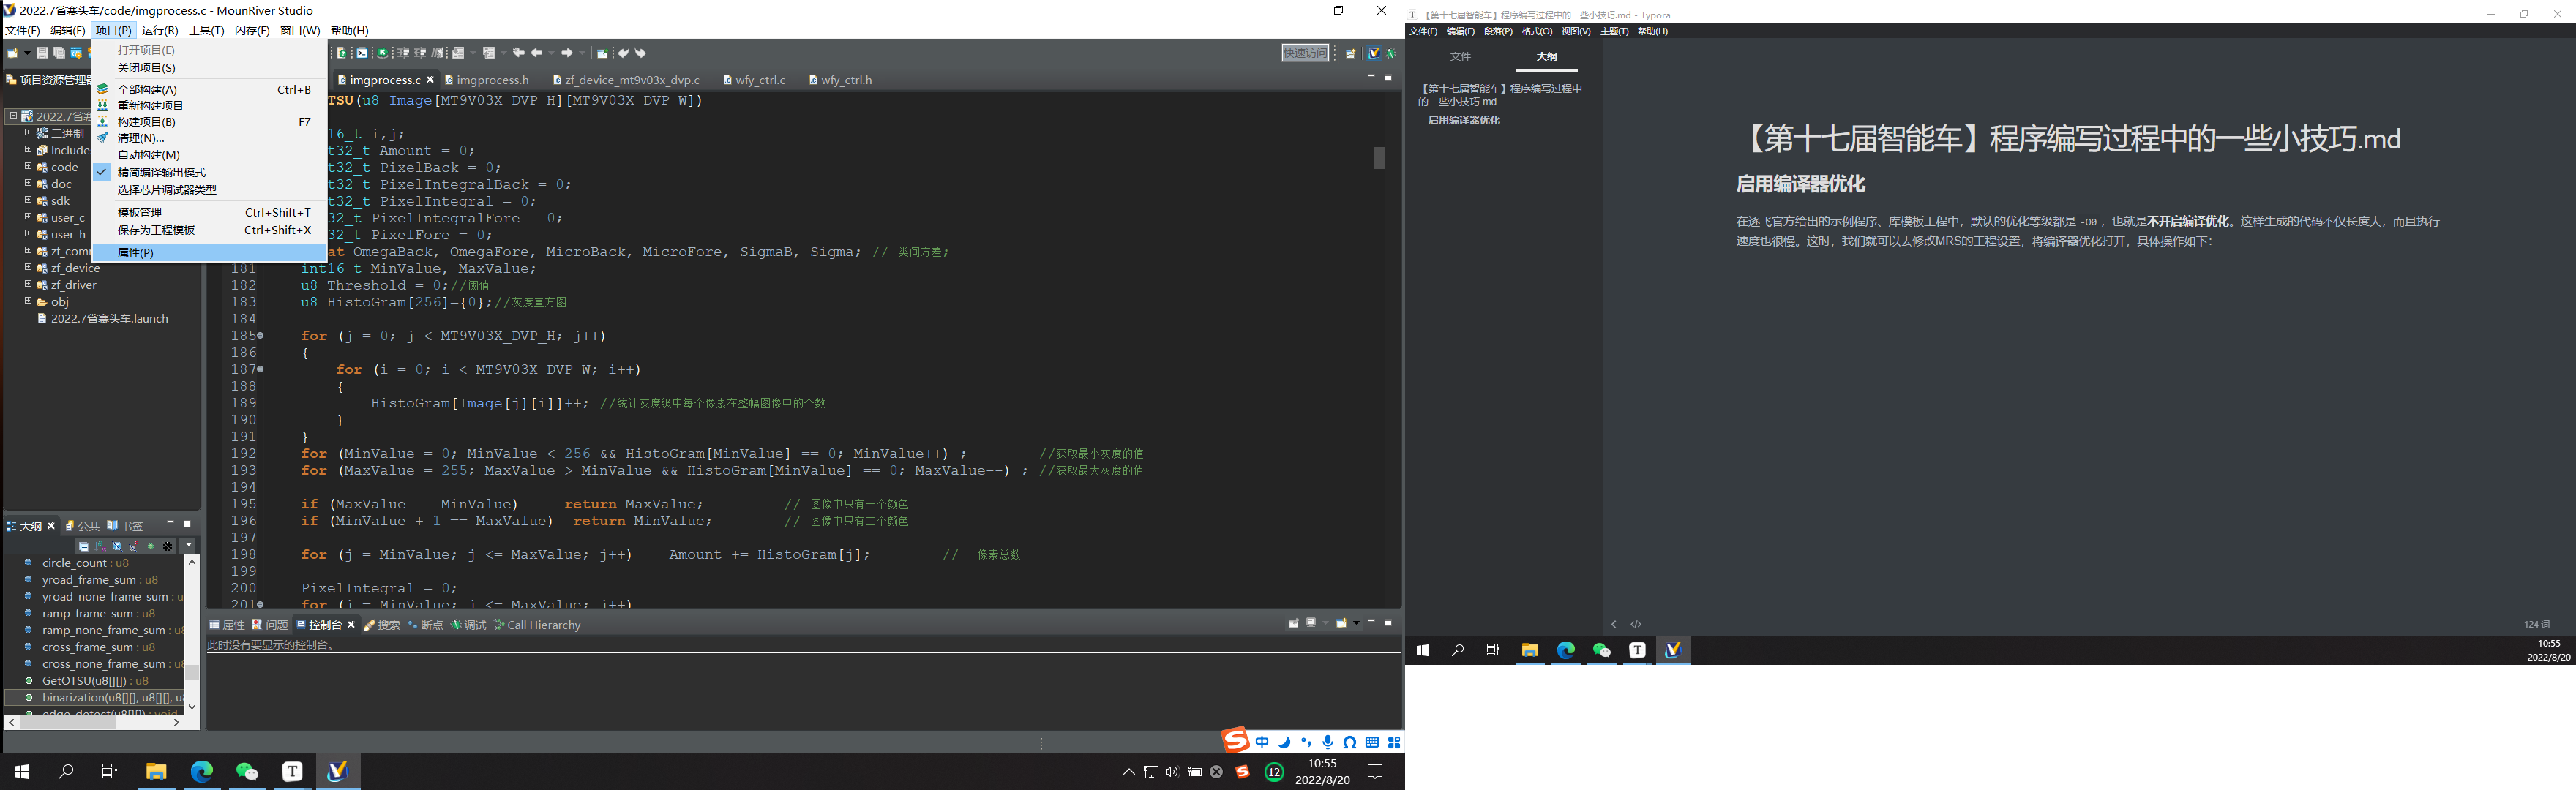 2022.7省赛头车/code/imgprocess.c - MounRiver Studio
文件(F) 编辑(E) 项目(P) 运行(R) 工具(T) 闪存(F) 窗口(W) 帮助(H)
快速访问
打开项目(E)
关闭项目(S)
全部构建(A) Ctrl+B
重新构建项目
构建项目(B) F7
清理(N)...
自动构建(M)
精简编译输出模式
选择芯片调试器类型
模板管理 Ctrl+Shift+T
保存为工程模板 Ctrl+Shift+X
属性(P)
项目资源管理器
2022.7省赛
二进制
Include
code
doc
sdk
user_c
user_h
zf_com
zf_device
zf_driver
obj
2022.7省赛头车.launch
imgprocess.c imgprocess.h zf_device_mt9v03x_dvp.c wfy_ctrl.c wfy_ctrl.h
TSU(u8 Image[MT9V03X_DVP_H][MT9V03X_DVP_W])
16_t i,j;
t32_t Amount = 0;
t32_t PixelBack = 0;
t32_t PixelIntegralBack = 0;
t32_t PixelIntegral = 0;
32_t PixelIntegralFore = 0;
32_t PixelFore = 0;
at OmegaBack, OmegaFore, MicroBack, MicroFore, SigmaB, Sigma; // 类间方差;
181 int16_t MinValue, MaxValue;
182 u8 Threshold = 0;//阈值
183 u8 HistoGram[256]={0};//灰度直方图
184
185 for (j = 0; j < MT9V03X_DVP_H; j++)
186 {
187 for (i = 0; i < MT9V03X_DVP_W; i++)
188 {
189 HistoGram[Image[j][i]]++; //统计灰度级中每个像素在整幅图像中的个数
190 }
191 }
192 for (MinValue = 0; MinValue < 256 && HistoGram[MinValue] == 0; MinValue++) ; //获取最小灰度的值
193 for (MaxValue = 255; MaxValue > MinValue && HistoGram[MinValue] == 0; MaxValue--) ; //获取最大灰度的值
194
195 if (MaxValue == MinValue) return MaxValue; // 图像中只有一个颜色
196 if (MinValue + 1 == MaxValue) return MinValue; // 图像中只有二个颜色
197
198 for (j = MinValue; j <= MaxValue; j++) Amount += HistoGram[j]; // 像素总数
199
200 PixelIntegral = 0;
201 for (j = MinValue; j <= MaxValue; j++)
大纲 公共 书签
circle_count : u8
yroad_frame_sum : u8
yroad_none_frame_sum : u
ramp_frame_sum : u8
ramp_none_frame_sum : u8
cross_frame_sum : u8
cross_none_frame_sum : u8
GetOTSU(u8[][]) : u8
binarization(u8[][], u8[][], u
edge_detect(u8[][]) : void
属性 问题 控制台 搜索 断点 调试 Call Hierarchy
此时没有要显示的控制台。
中
12
10:55
2022/8/20
【第十七届智能车】程序编写过程中的一些小技巧.md - Typora
文件(F) 编辑(E) 段落(P) 格式(O) 视图(V) 主题(T) 帮助(H)
文件 大纲
【第十七届智能车】程序编写过程中
的一些小技巧.md
启用编译器优化
【第十七届智能车】程序编写过程中的一些小技巧.md
启用编译器优化
在逐飞官方给出的示例程序、库模板工程中，默认的优化等级都是 -O0 ，也就是不开启编译优化。这样生成的代码不仅长度大，而且执行
速度也很慢。这时，我们就可以去修改MRS的工程设置，将编译器优化打开，具体操作如下：
124 词
10:55
2022/8/20